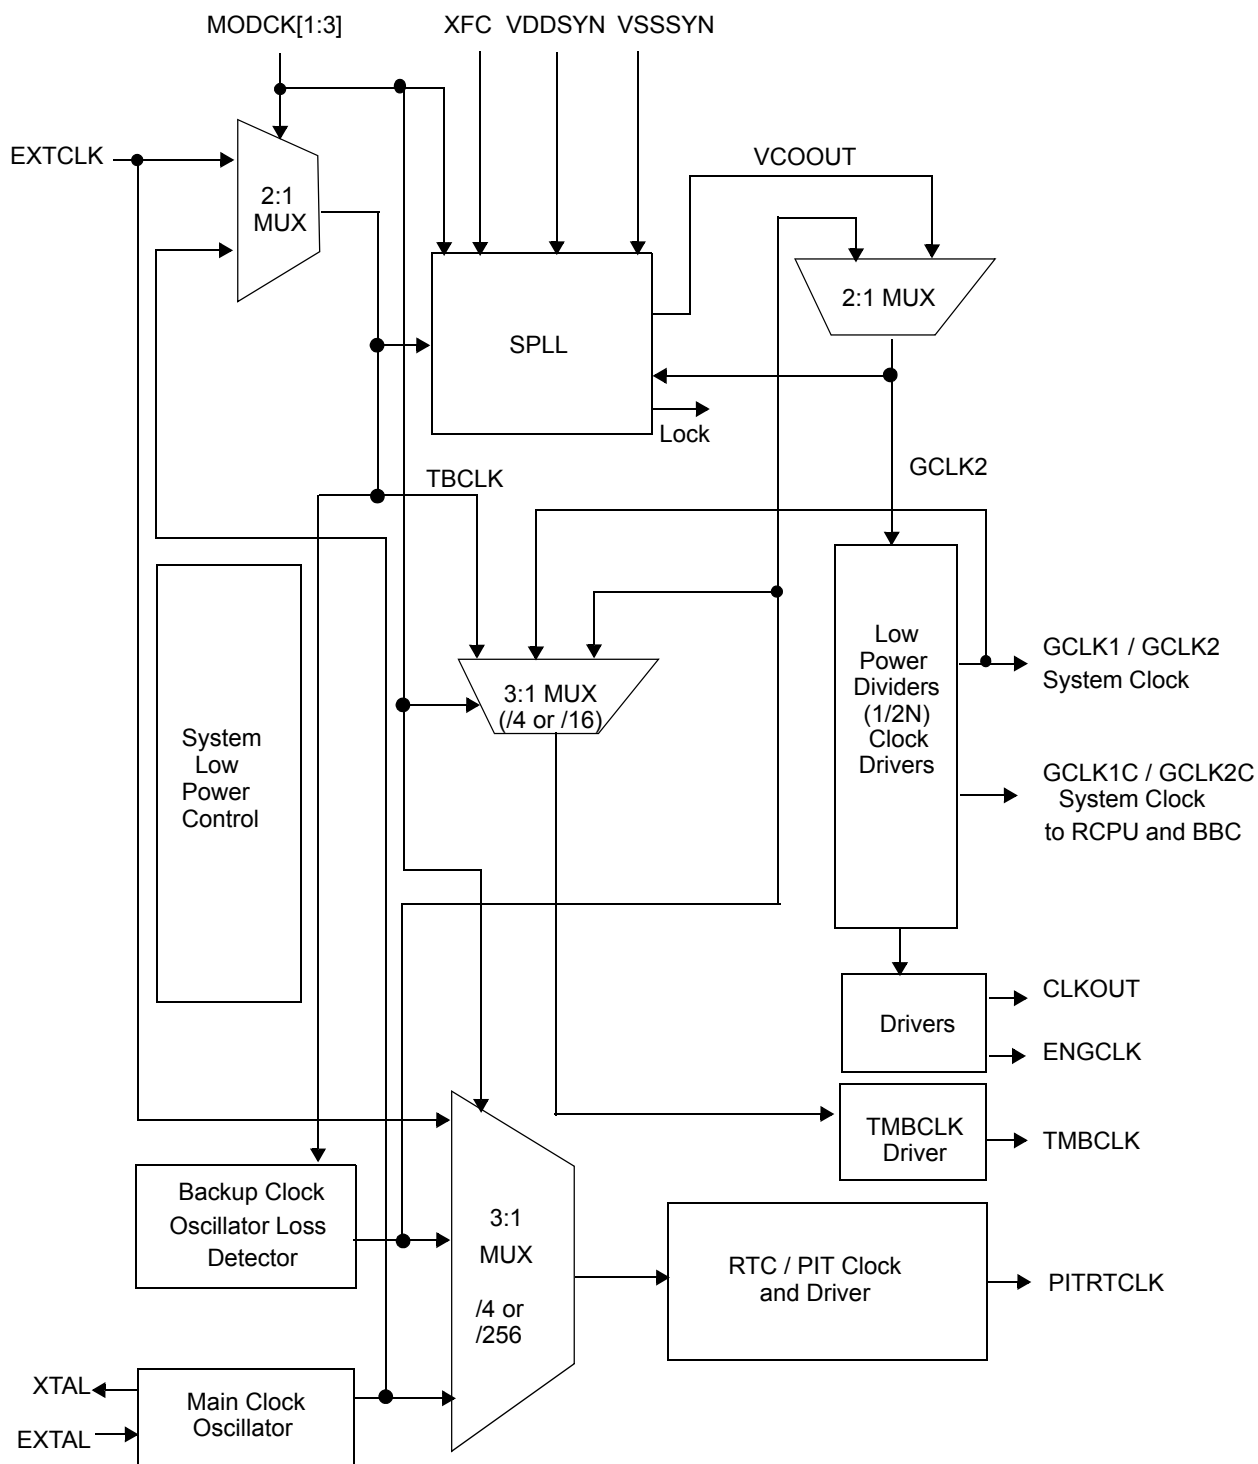 MODCK[1:3]
XFC VDDSYN VSSSYN
EXTCLK
2:1
MUX
VCOOUT
2:1 MUX
SPLL
Lock
GCLK2
TBCLK
System
Low
Power
Control
3:1 MUX
(/4 or /16)
Low
Power
Dividers
(1/2N)
Clock
Drivers
GCLK1 / GCLK2
System Clock
GCLK1C / GCLK2C
System Clock
to RCPU and BBC
Drivers
CLKOUT
ENGCLK
TMBCLK
Driver
TMBCLK
Backup Clock
Oscillator Loss
Detector
3:1
MUX
/4 or
/256
RTC / PIT Clock
and Driver
PITRTCLK
XTAL
EXTAL
Main Clock
Oscillator